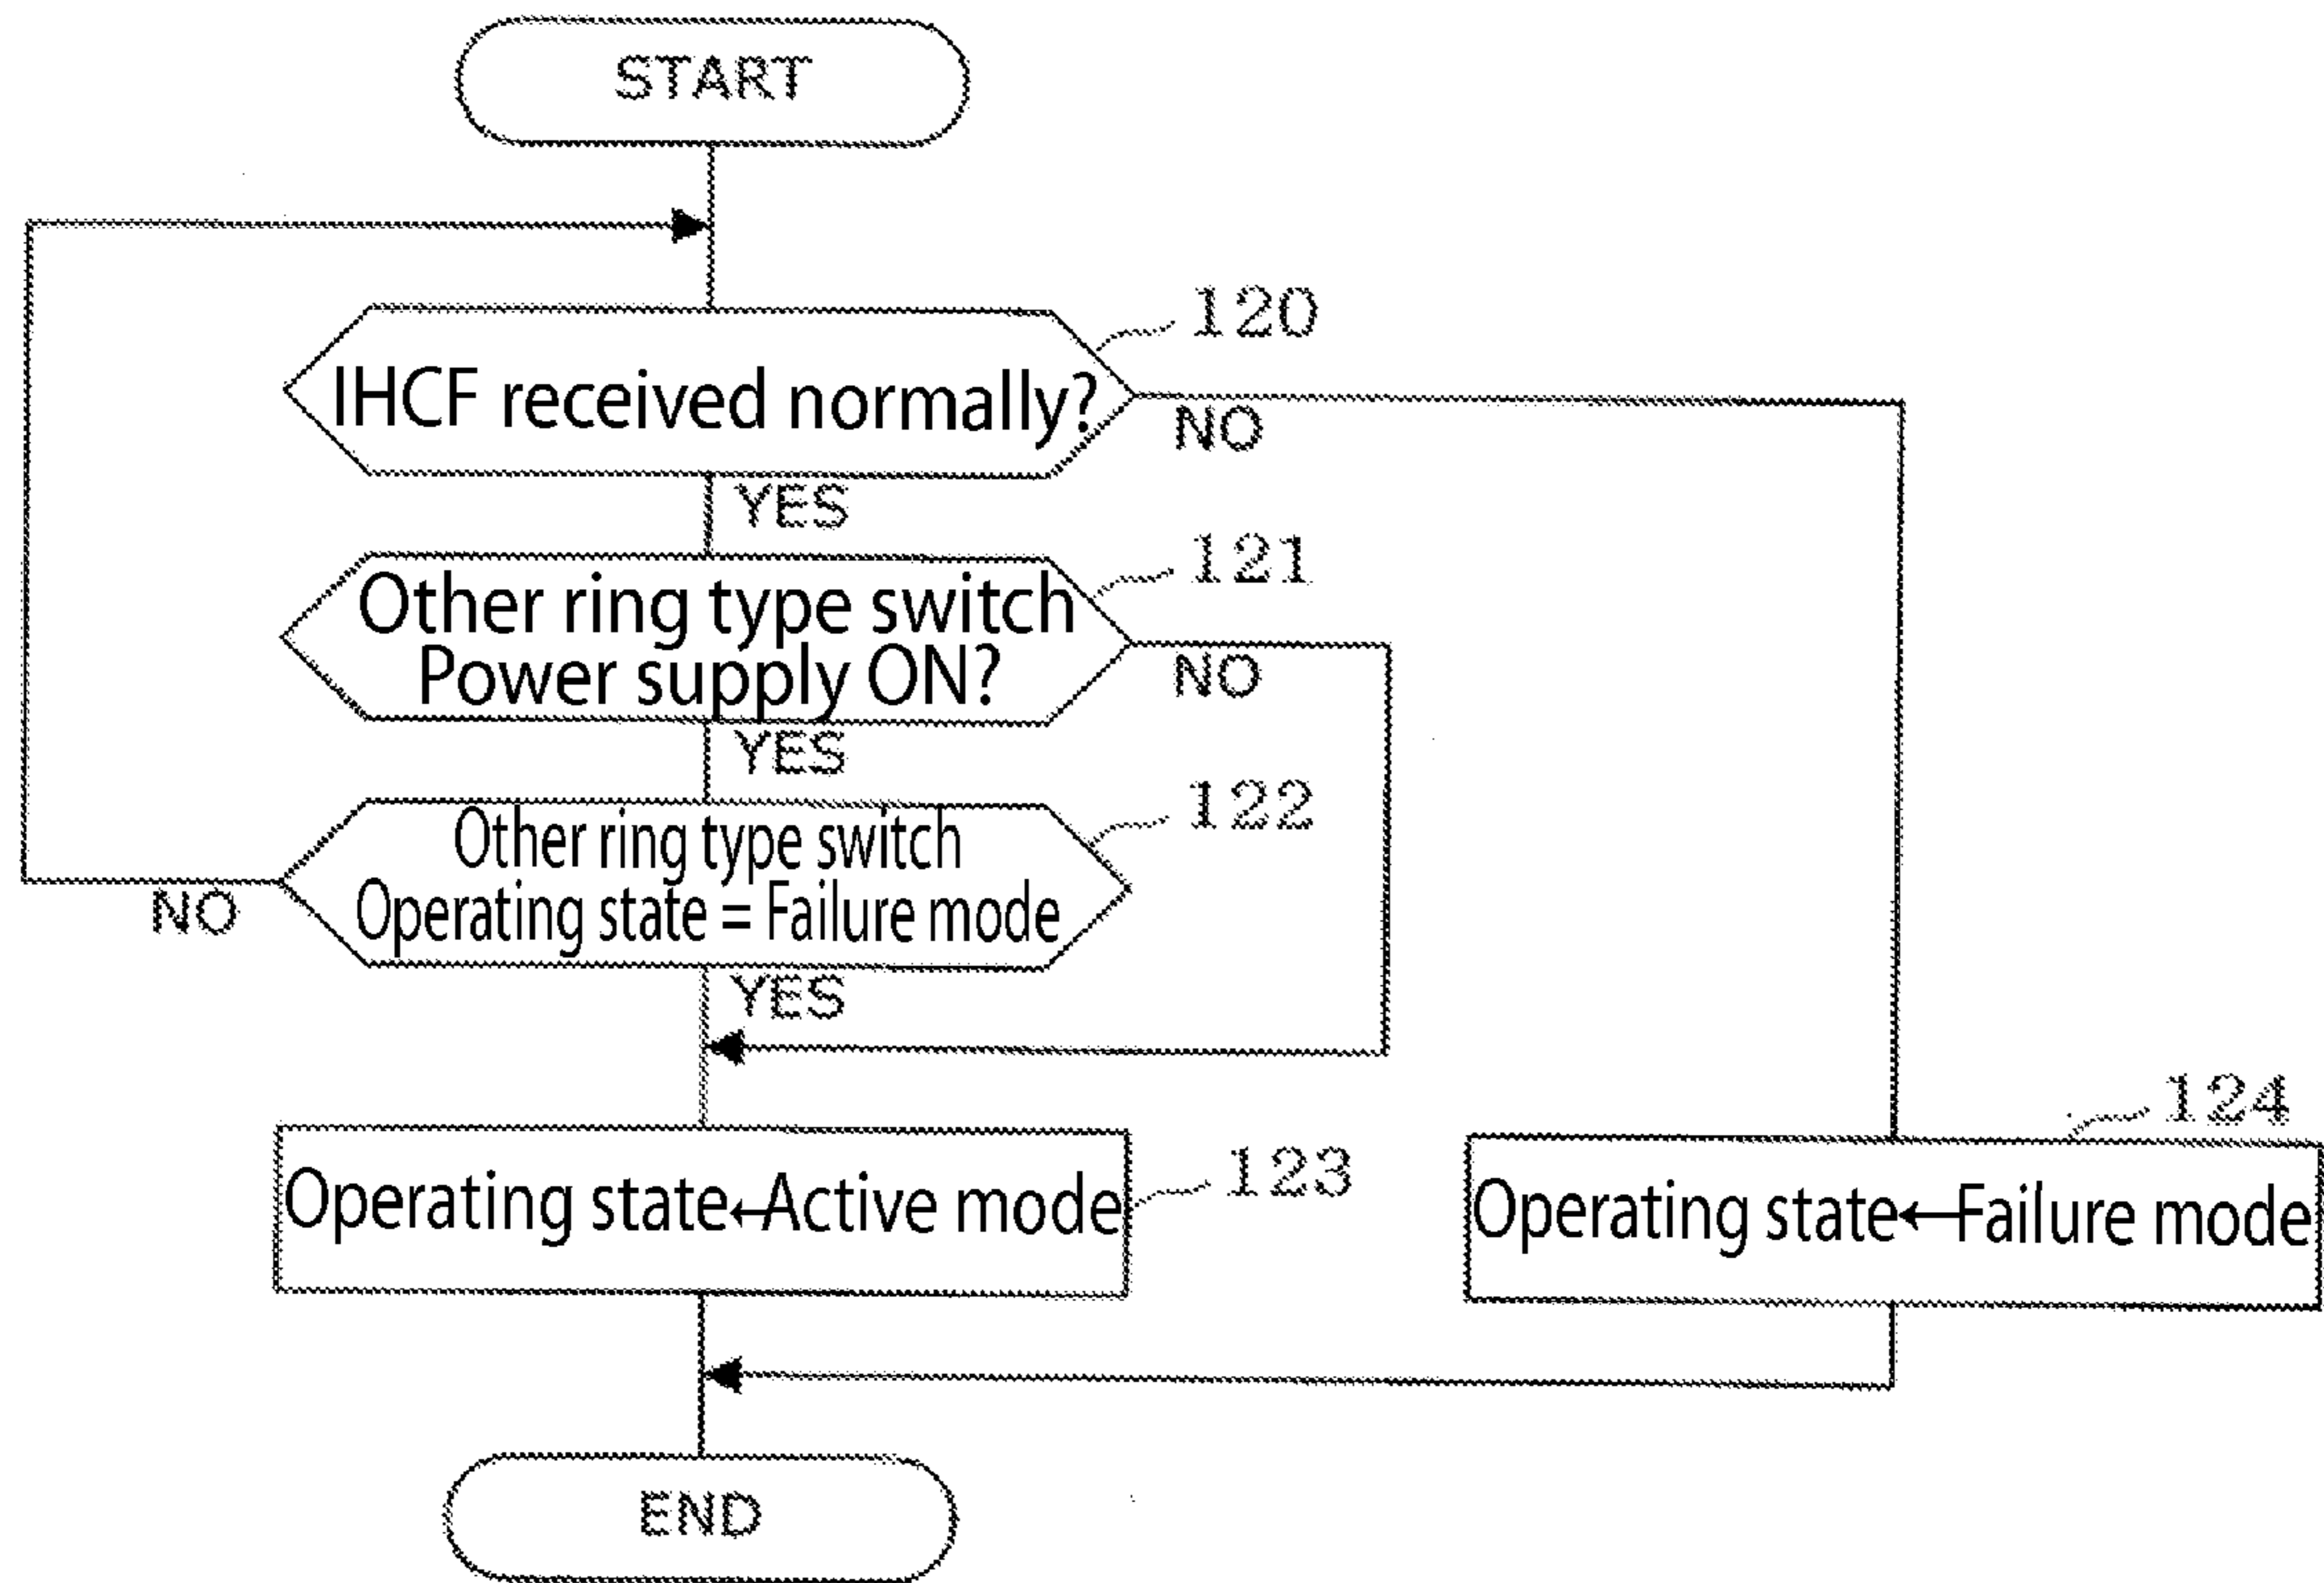 START
120
IHCF received normally?
NO
YES
121
Other ring type switch
Power supply ON?
NO
YES
122
Other ring type switch
Operating state = Failure mode
NO
YES
124
123
Operating state←Active mode
Operating state←Failure mode
END